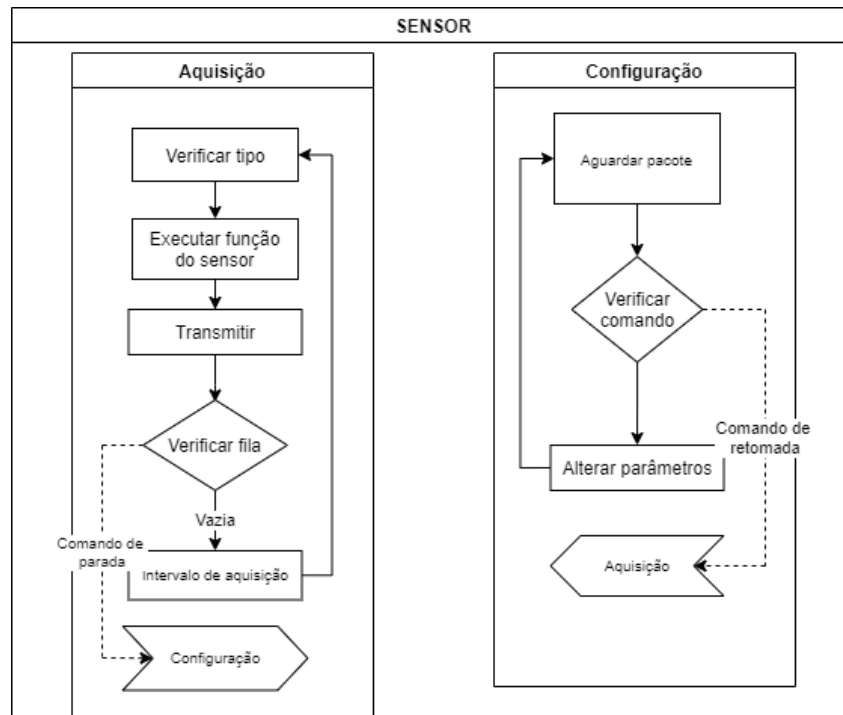 SENSOR
Aquisição
Verificar tipo
Executar função
do sensor
Transmitir
Verificar fila
Vazia
Comando de
parada
Intervalo de aquisição
Configuração
Configuração
Aguardar pacote
Verificar
comando
Comando de
retomada
Alterar parâmetros
Aquisição